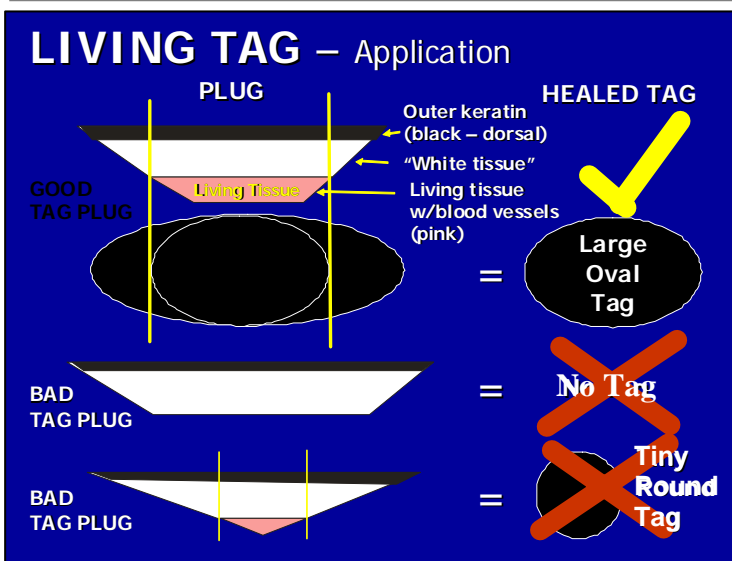 LIVING TAG – Application
PLUG
HEALED TAG
Outer keratin
(black – dorsal)
"White tissue"
Living tissue
w/blood vessels
(pink)
GOOD
TAG PLUG
Living Tissue
=
Large
Oval
Tag
BAD
TAG PLUG
=
No Tag
BAD
TAG PLUG
=
Tiny
Round
Tag